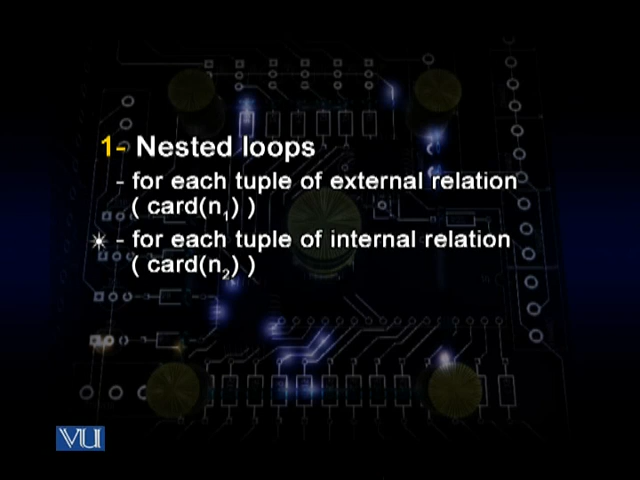 1- Nested loops
- for each tuple of external relation
( card(n₁) )
- for each tuple of internal relation
( card(n₂) )
VU